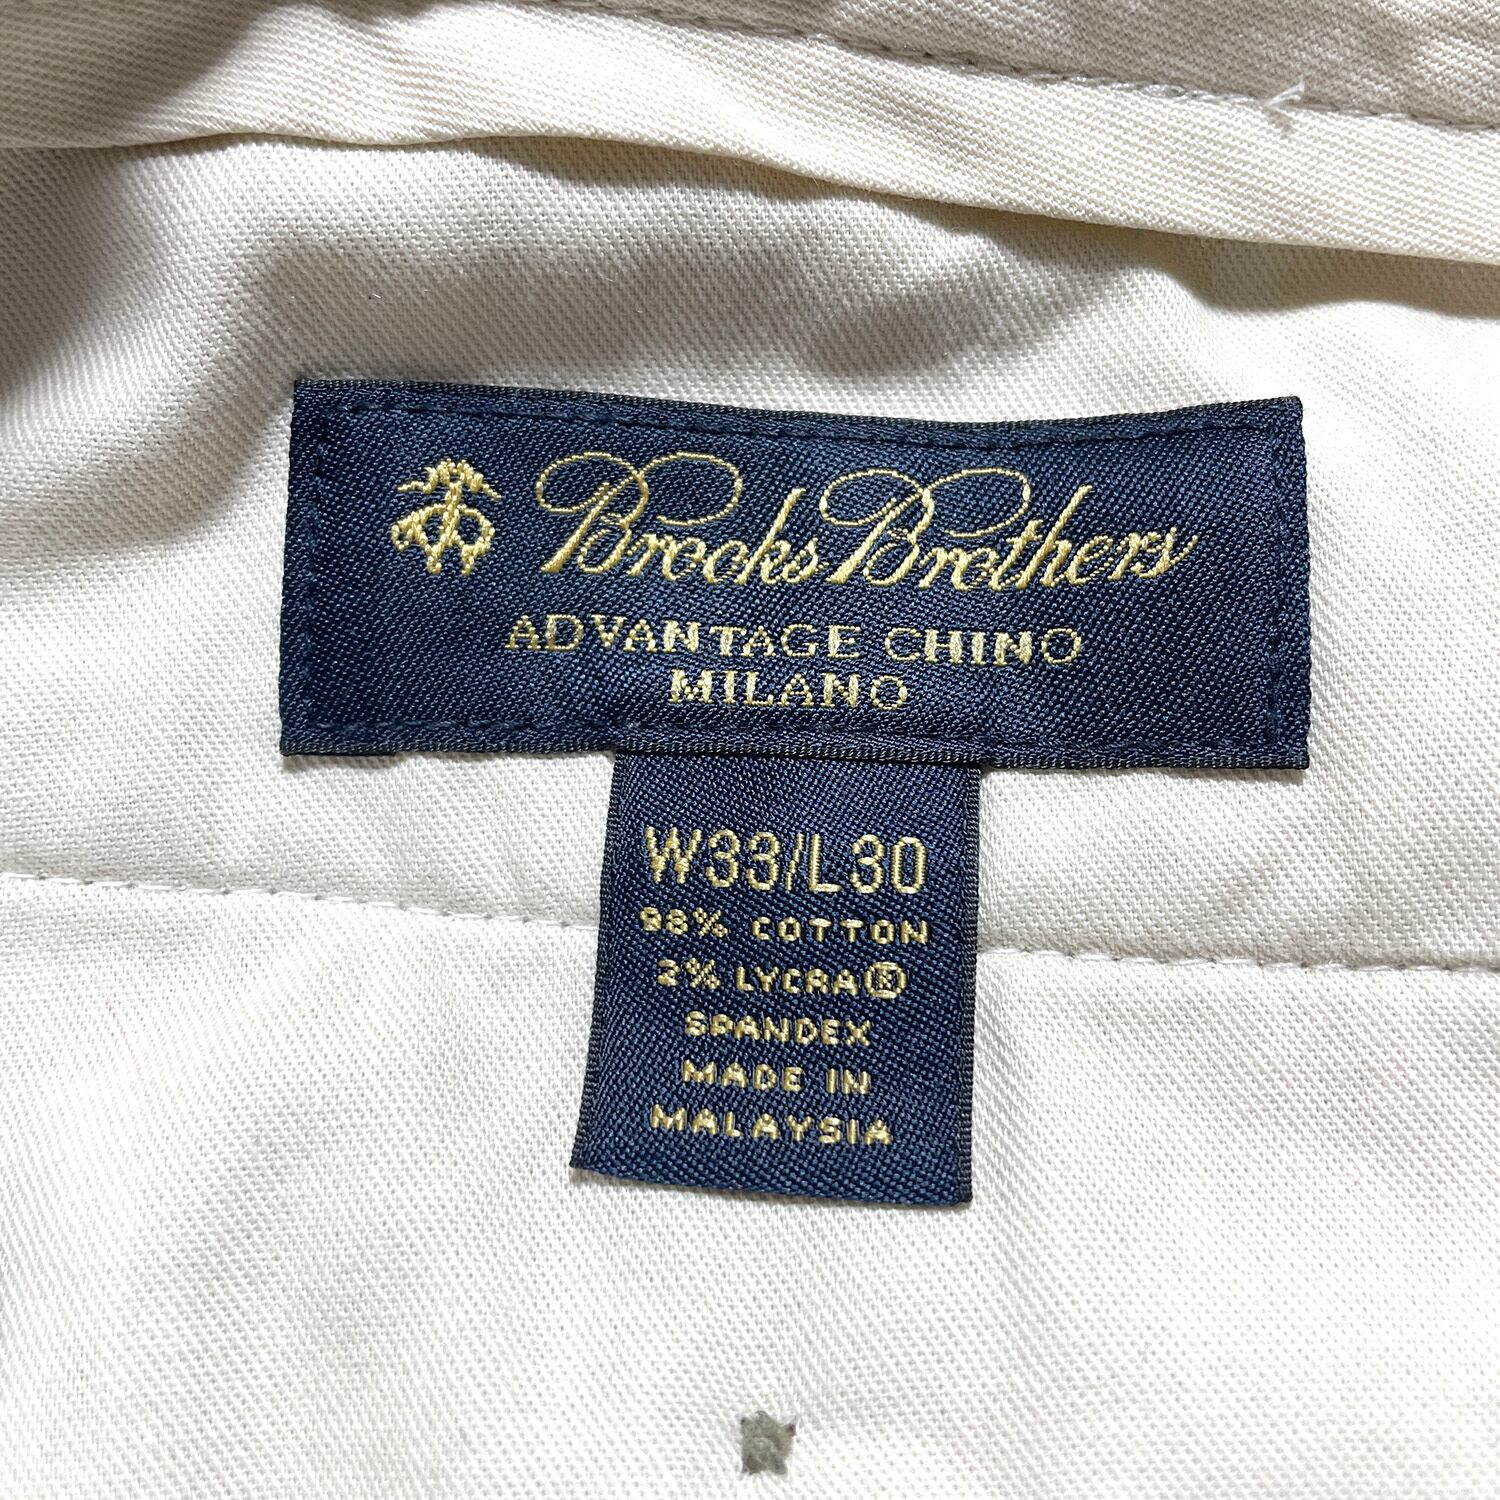 Brooks Brothers
ADVANTAGE CHINO
MILANO
W33/L30
98% COTTON
2% LYCRA®
SPANDEX
MADE IN
MALAYSIA